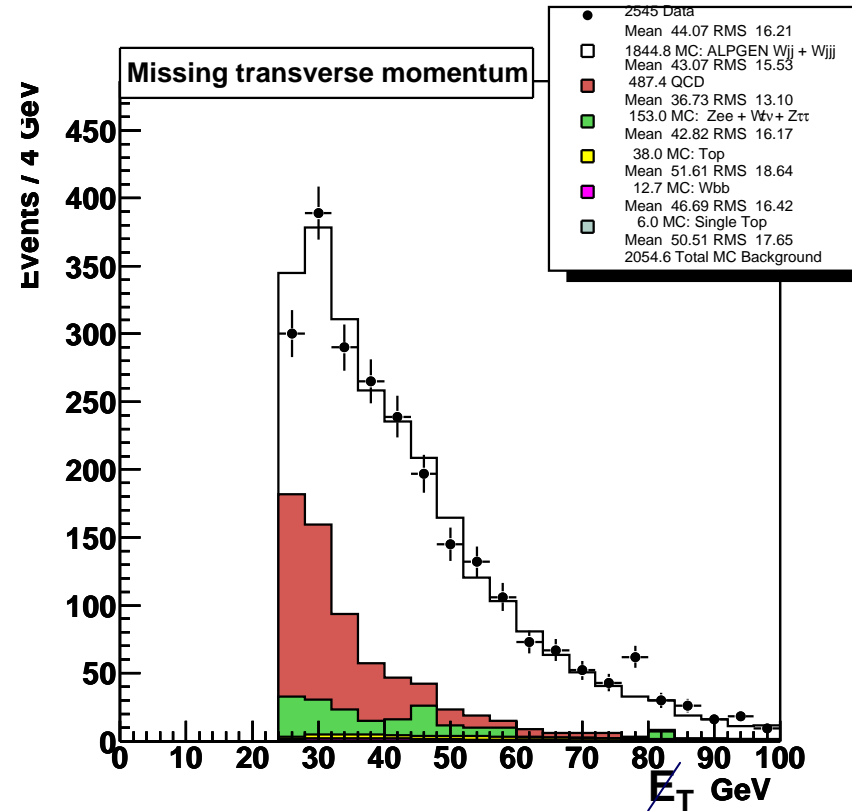 2545 Data
Mean 44.07 RMS 16.21
1844.8 MC: ALPGEN Wjj + Wjjj
Mean 43.07 RMS 15.53
487.4 QCD
Mean 36.73 RMS 13.10
153.0 MC: Zee + Wτν + Zττ
Mean 42.82 RMS 16.17
38.0 MC: Top
Mean 51.61 RMS 18.64
12.7 MC: Wbb
Mean 46.69 RMS 16.42
6.0 MC: Single Top
Mean 50.51 RMS 17.65
2054.6 Total MC Background
Missing transverse momentum
Events / 4 GeV
450
400
350
300
250
200
150
100
50
0
0 10 20 30 40 50 60 70 80 90 100
E̸T GeV